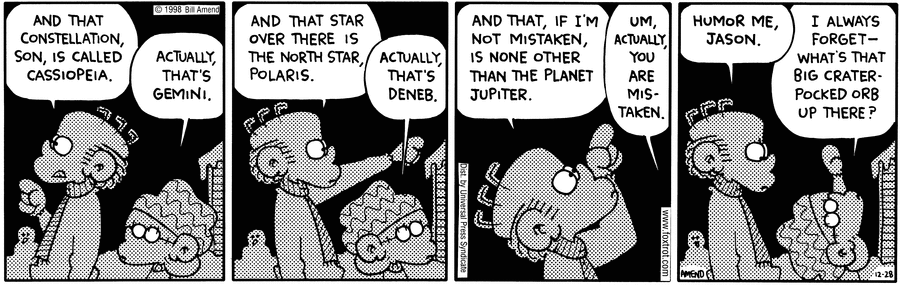 © 1998 Bill Amend
AND THAT
CONSTELLATION,
SON, IS CALLED
CASSIOPEIA.
ACTUALLY,
THAT'S
GEMINI.
AND THAT STAR
OVER THERE IS
THE NORTH STAR,
POLARIS.
ACTUALLY,
THAT'S
DENEB.
AND THAT, IF I'M
NOT MISTAKEN,
IS NONE OTHER
THAN THE PLANET
JUPITER.
UM,
ACTUALLY,
YOU
ARE
MIS-
TAKEN.
Dist. by Universal Press Syndicate
www.foxtrot.com
HUMOR ME,
JASON.
I ALWAYS
FORGET—
WHAT'S THAT
BIG CRATER-
POCKED ORB
UP THERE?
AMEND
12-28